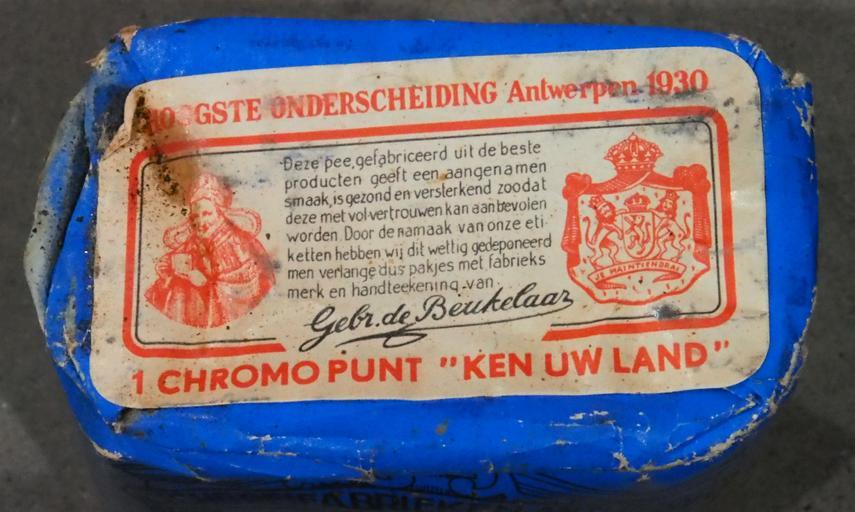 HOOGSTE ONDERSCHEIDING Antwerpen 1930
Deze pee, gefabriceerd uit de beste
producten geeft een aangenamen
smaak, is gezond en versterkend zoodat
deze met vol vertrouwen kan aanbevolen
worden. Door de namaak van onze eti-
ketten hebben wij dit wettig gedeponeerd
men verlange dus pakjes met fabrieks
merk en handteekening van
Gebr. de Beukelaar
JE MAINTIENDRAI
1 CHROMO PUNT "KEN UW LAND"